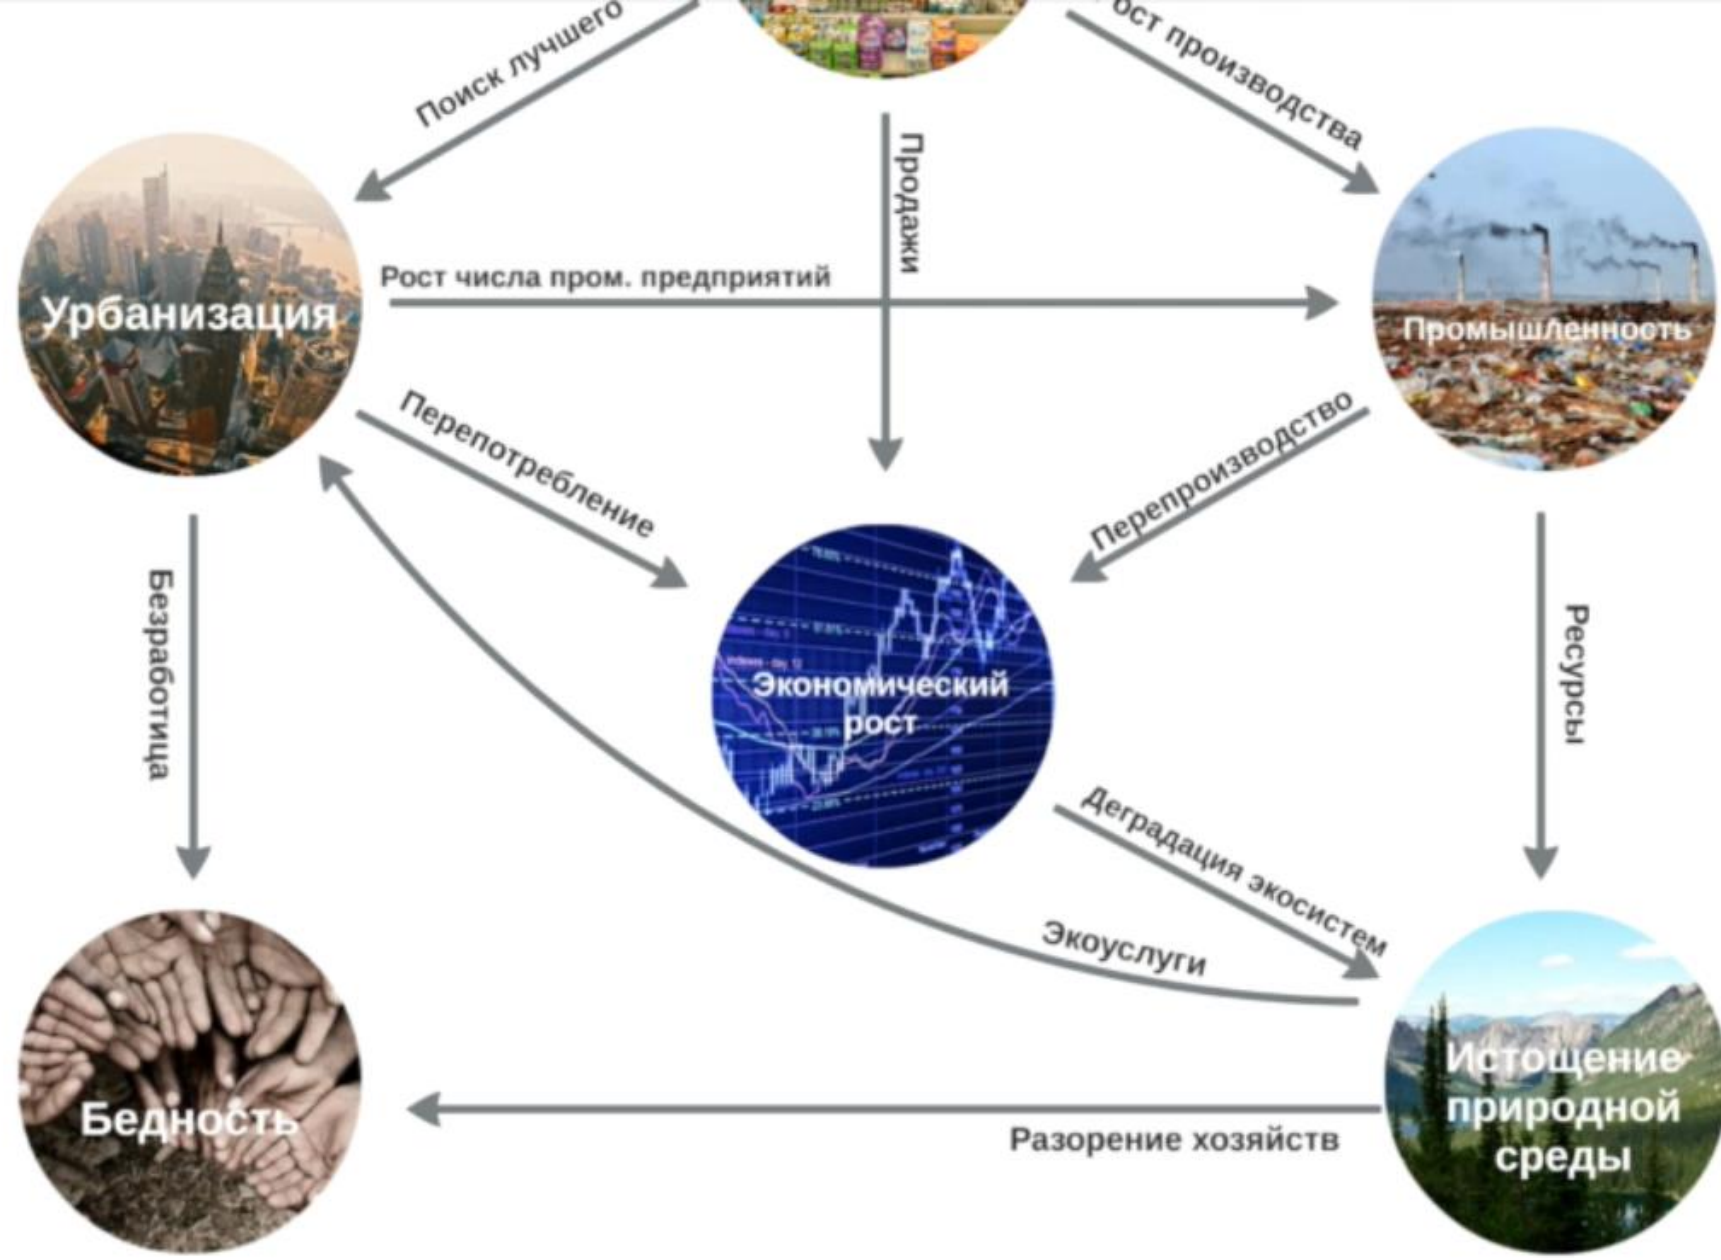 Поиск лучшего
ост производства
Продажи
Урбанизация
Рост числа пром. предприятий
Промышленность
Перепотребление
Перепроизводство
Безработица
Экономический
рост
Ресурсы
Деградация экосистем
Экоуслуги
Бедность
Истощение
природной
среды
Разорение хозяйств